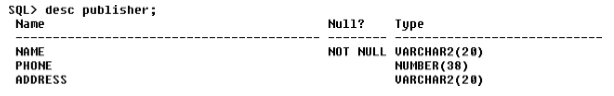 SQL> desc publisher;
Name Null? Type
----------------------------------------- -------- ----------------------------
NAME NOT NULL VARCHAR2(20)
PHONE NUMBER(38)
ADDRESS VARCHAR2(20)